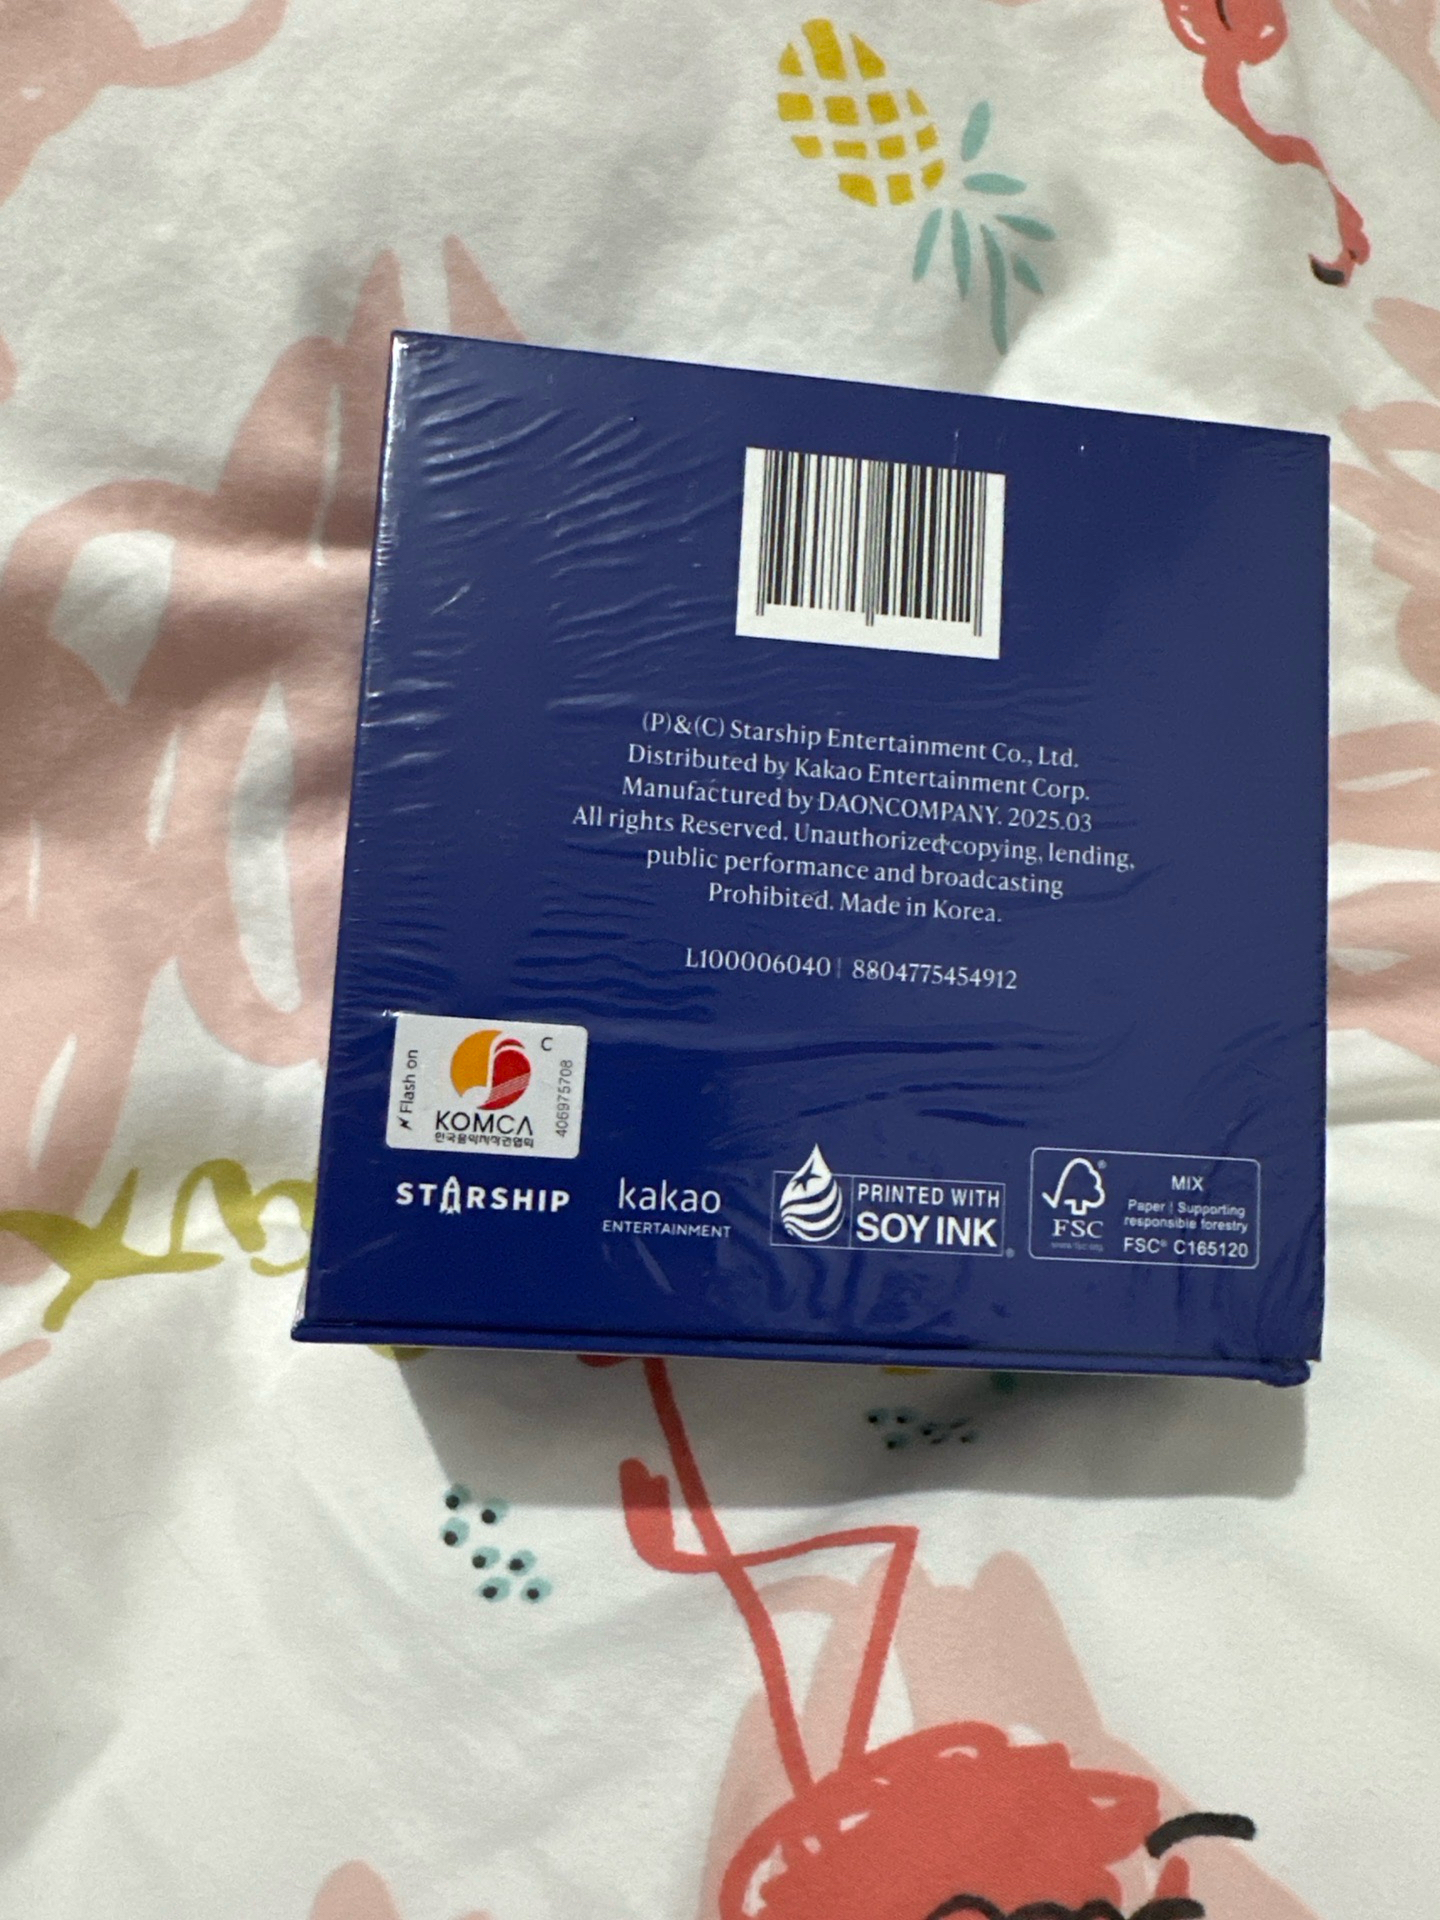 (P)&(C) Starship Entertainment Co., Ltd.
Distributed by Kakao Entertainment Corp.
Manufactured by DAONCOMPANY. 2025.03
All rights Reserved. Unauthorized copying, lending,
public performance and broadcasting
Prohibited. Made in Korea.
L100006040 | 8804775454912
Flash on
C
406975708
KOMCA
한국음악저작권협회
STARSHIP
kakao
ENTERTAINMENT
PRINTED WITH
SOY INK®
FSC®
www.fsc.org
MIX
Paper | Supporting
responsible forestry
FSC® C165120